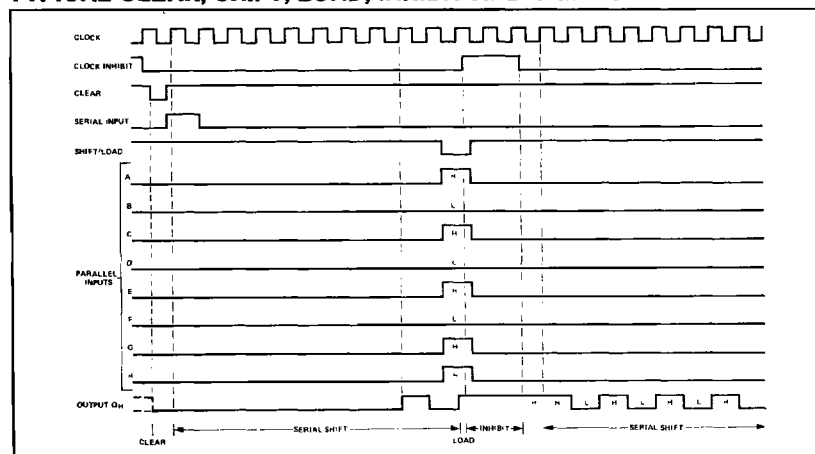 CLOCK
CLOCK INHIBIT
CLEAR
SERIAL INPUT
SHIFT/LOAD
A
H
B
L
C
H
D
L
PARALLEL
INPUTS
E
H
F
L
G
H
H
H
OUTPUT QH
H H L H L H L H
SERIAL SHIFT INHIBIT SERIAL SHIFT
CLEAR LOAD